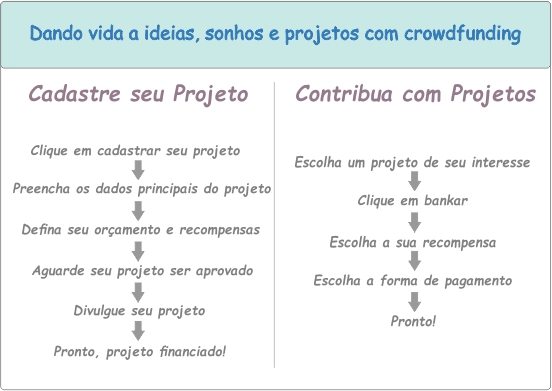 Dando vida a ideias, sonhos e projetos com crowdfunding
Cadastre seu Projeto
Clique em cadastrar seu projeto
Preencha os dados principais do projeto
Defina seu orçamento e recompensas
Aguarde seu projeto ser aprovado
Divulgue seu projeto
Pronto, projeto financiado!
Contribua com Projetos
Escolha um projeto de seu interesse
Clique em bankar
Escolha a sua recompensa
Escolha a forma de pagamento
Pronto!